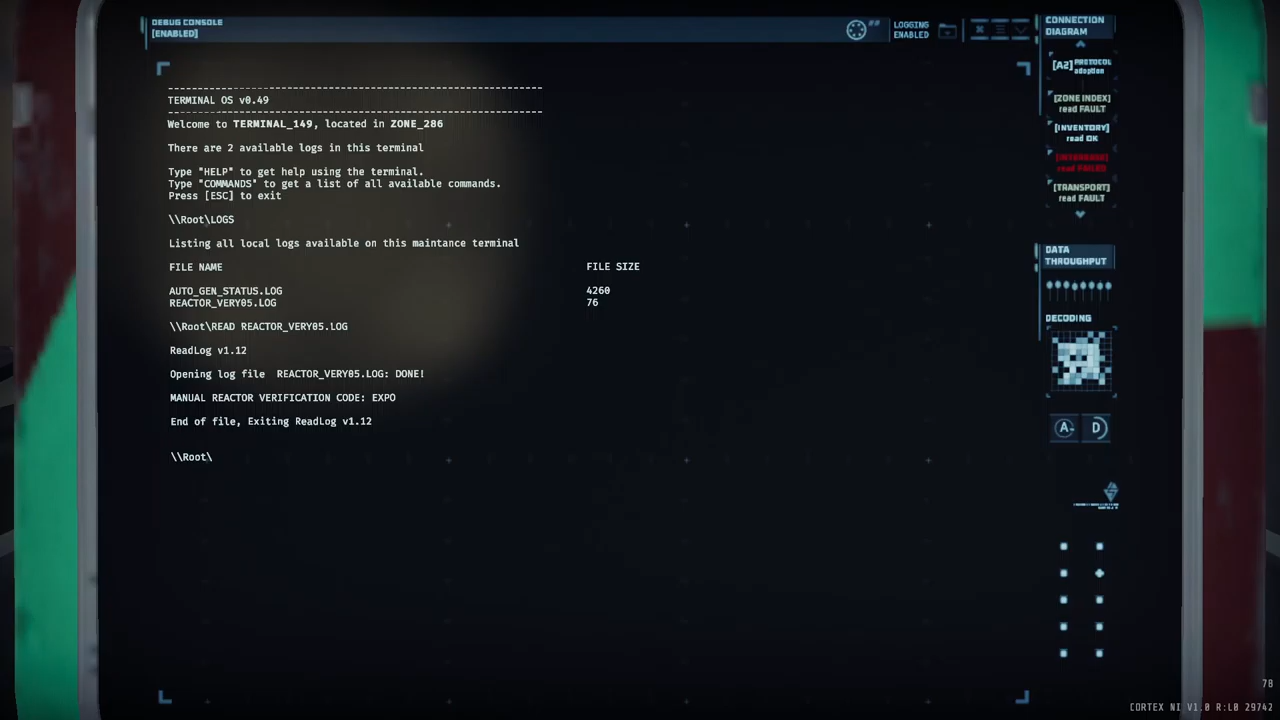 DEBUG CONSOLE
[ENABLED]
LOGGING
ENABLED
CONNECTION
DIAGRAM
[A2] PROTOCOL
adoption
[ZONE INDEX]
read FAULT
[INVENTORY]
read OK
read FAILED
[TRANSPORT]
read FAULT
DATA
THROUGHPUT
DECODING
A
D
------------------------------------------------------------------
TERMINAL OS v0.49
------------------------------------------------------------------
Welcome to TERMINAL_149, located in ZONE_286
There are 2 available logs in this terminal
Type "HELP" to get help using the terminal.
Type "COMMANDS" to get a list of all available commands.
Press [ESC] to exit
\\Root\LOGS
Listing all local logs available on this maintance terminal
FILE NAME FILE SIZE
AUTO_GEN_STATUS.LOG 4260
REACTOR_VERY05.LOG 76
\\Root\READ REACTOR_VERY05.LOG
ReadLog v1.12
Opening log file  REACTOR_VERY05.LOG: DONE!
MANUAL REACTOR VERIFICATION CODE: EXPO
End of file, Exiting ReadLog v1.12
\\Root\
78
CORTEX NI V1.0 R:L0 29742